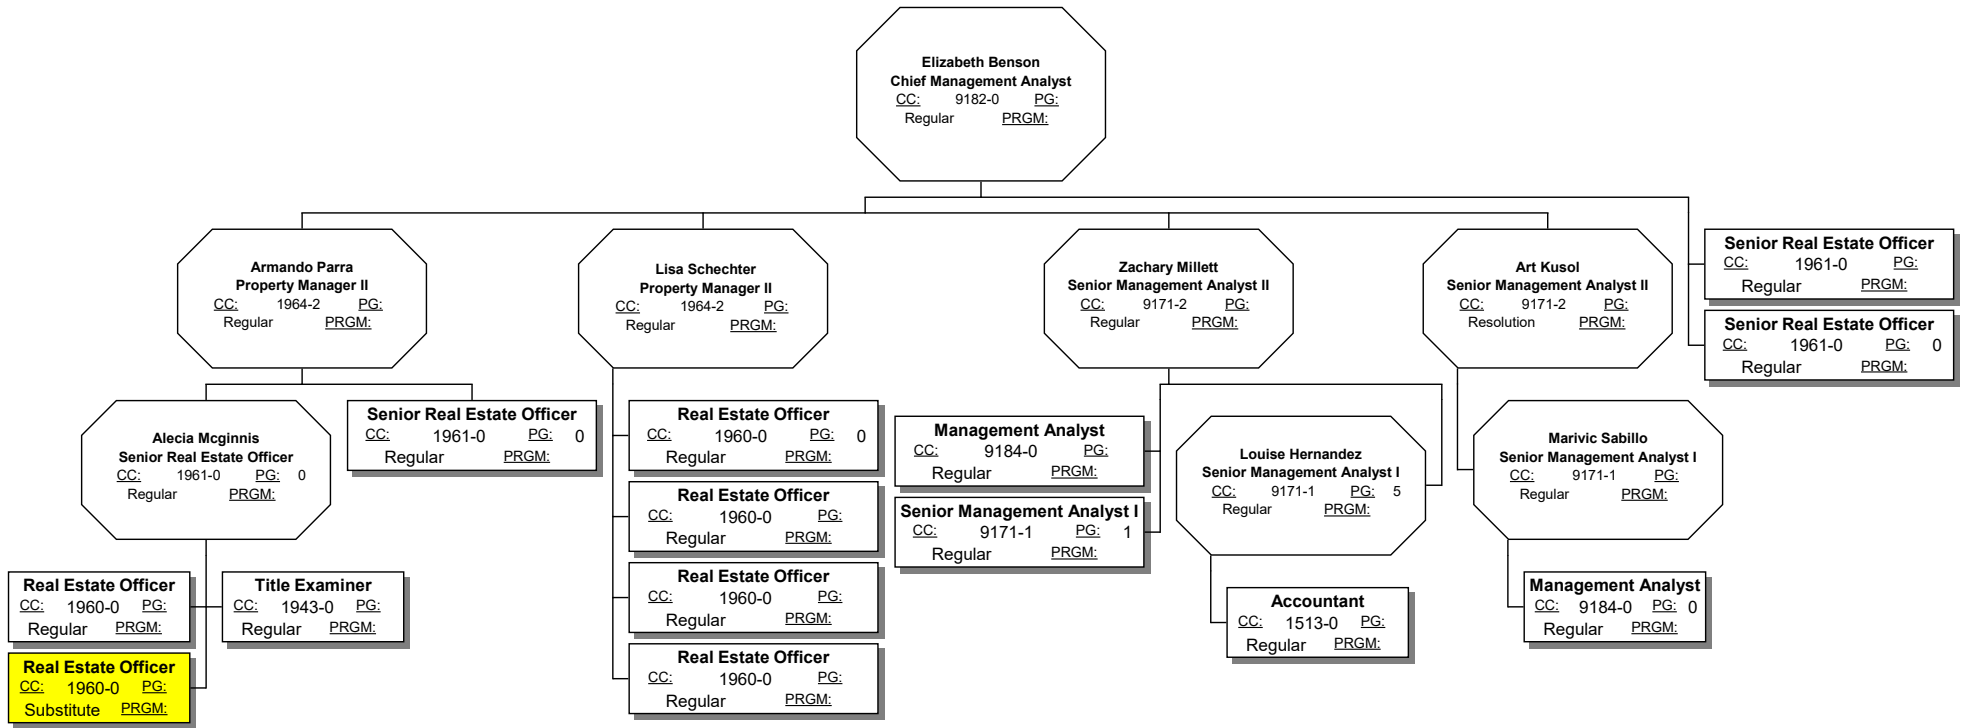 Elizabeth Benson
Chief Management Analyst
CC: 9182-0 PG:
Regular PRGM:
Armando Parra
Property Manager II
CC: 1964-2 PG:
Regular PRGM:
Lisa Schechter
Property Manager II
CC: 1964-2 PG:
Regular PRGM:
Zachary Millett
Senior Management Analyst II
CC: 9171-2 PG:
Regular PRGM:
Art Kusol
Senior Management Analyst II
CC: 9171-2 PG:
Resolution PRGM:
Senior Real Estate Officer
CC: 1961-0 PG:
Regular PRGM:
Senior Real Estate Officer
CC: 1961-0 PG: 0
Regular PRGM:
Alecia Mcginnis
Senior Real Estate Officer
CC: 1961-0 PG: 0
Regular PRGM:
Senior Real Estate Officer
CC: 1961-0 PG: 0
Regular PRGM:
Real Estate Officer
CC: 1960-0 PG: 0
Regular PRGM:
Real Estate Officer
CC: 1960-0 PG:
Regular PRGM:
Real Estate Officer
CC: 1960-0 PG:
Regular PRGM:
Real Estate Officer
CC: 1960-0 PG:
Regular PRGM:
Management Analyst
CC: 9184-0 PG:
Regular PRGM:
Senior Management Analyst I
CC: 9171-1 PG: 1
Regular PRGM:
Louise Hernandez
Senior Management Analyst I
CC: 9171-1 PG: 5
Regular PRGM:
Marivic Sabillo
Senior Management Analyst I
CC: 9171-1 PG:
Regular PRGM:
Real Estate Officer
CC: 1960-0 PG:
Regular PRGM:
Title Examiner
CC: 1943-0 PG:
Regular PRGM:
Real Estate Officer
CC: 1960-0 PG:
Substitute PRGM:
Accountant
CC: 1513-0 PG:
Regular PRGM:
Management Analyst
CC: 9184-0 PG: 0
Regular PRGM: